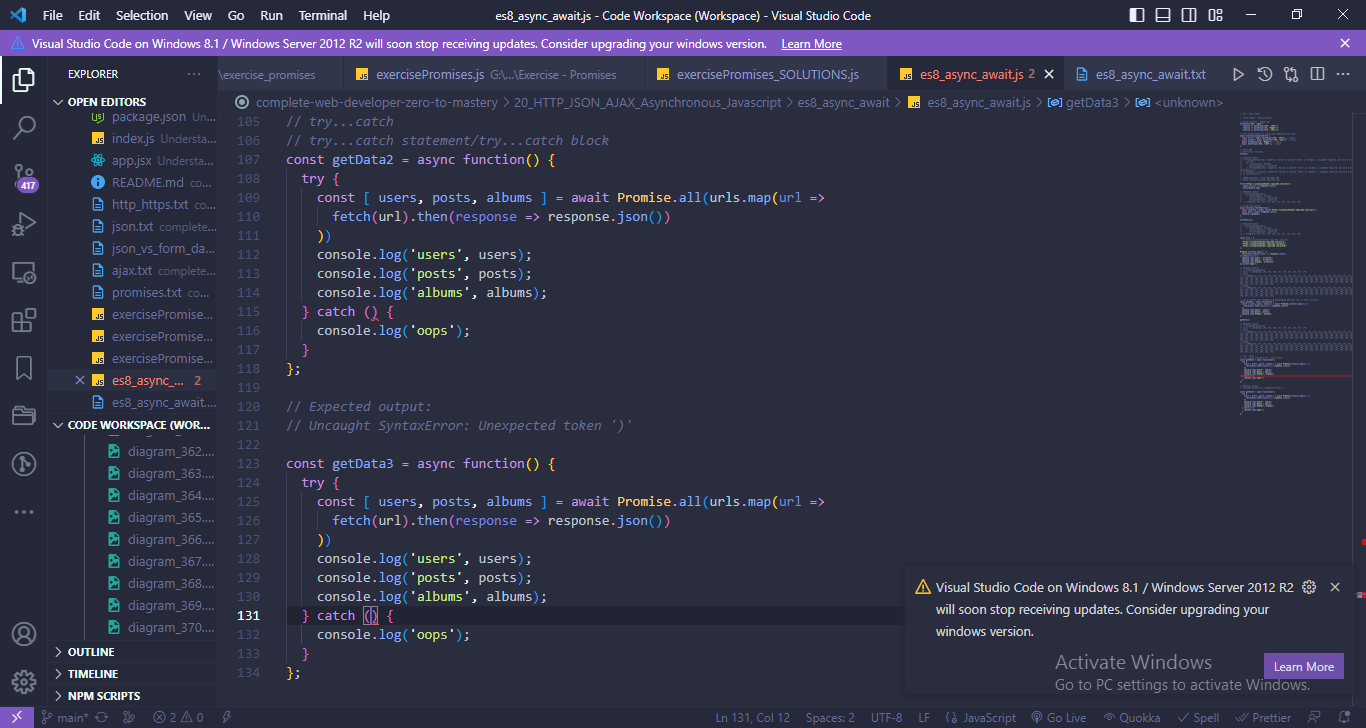 File Edit Selection View Go Run Terminal Help es8_async_await.js - Code Workspace (Workspace) - Visual Studio Code
Visual Studio Code on Windows 8.1 / Windows Server 2012 R2 will soon stop receiving updates. Consider upgrading your windows version. Learn More
EXPLORER ...
\exercise_promises
JS exercisePromises.js G:\...\Exercise - Promises
JS exercisePromises_SOLUTIONS.js
JS es8_async_await.js 2
es8_async_await.txt
complete-web-developer-zero-to-mastery > 20_HTTP_JSON_AJAX_Asynchronous_Javascript > es8_async_await > JS es8_async_await.js > getData3 > <unknown>
OPEN EDITORS
package.json Un...
JS index.js Understa...
app.jsx Understa...
README.md co...
http_https.txt co...
json.txt complete...
json_vs_form_da...
ajax.txt complete...
promises.txt co...
JS exercisePromise...
JS exercisePromise...
JS exercisePromise...
JS es8_async_... 2
es8_async_await....
CODE WORKSPACE (WOR...
diagram_362....
diagram_363....
diagram_364....
diagram_365....
diagram_366....
diagram_367....
diagram_368....
diagram_369....
diagram_370....
OUTLINE
TIMELINE
NPM SCRIPTS
417
105 // try...catch
106 // try...catch statement/try...catch block
107 const getData2 = async function() {
108 try {
109 const [ users, posts, albums ] = await Promise.all(urls.map(url =>
110 fetch(url).then(response => response.json())
111 ))
112 console.log('users', users);
113 console.log('posts', posts);
114 console.log('albums', albums);
115 } catch () {
116 console.log('oops');
117 }
118 };
119
120 // Expected output:
121 // Uncaught SyntaxError: Unexpected token ')'
122
123 const getData3 = async function() {
124 try {
125 const [ users, posts, albums ] = await Promise.all(urls.map(url =>
126 fetch(url).then(response => response.json())
127 ))
128 console.log('users', users);
129 console.log('posts', posts);
130 console.log('albums', albums);
131 } catch () {
132 console.log('oops');
133 }
134 };
Visual Studio Code on Windows 8.1 / Windows Server 2012 R2
will soon stop receiving updates. Consider upgrading your
windows version.
Learn More
Activate Windows
Go to PC settings to activate Windows.
main* 2 0 Ln 131, Col 12 Spaces: 2 UTF-8 LF JavaScript Go Live Quokka Spell Prettier